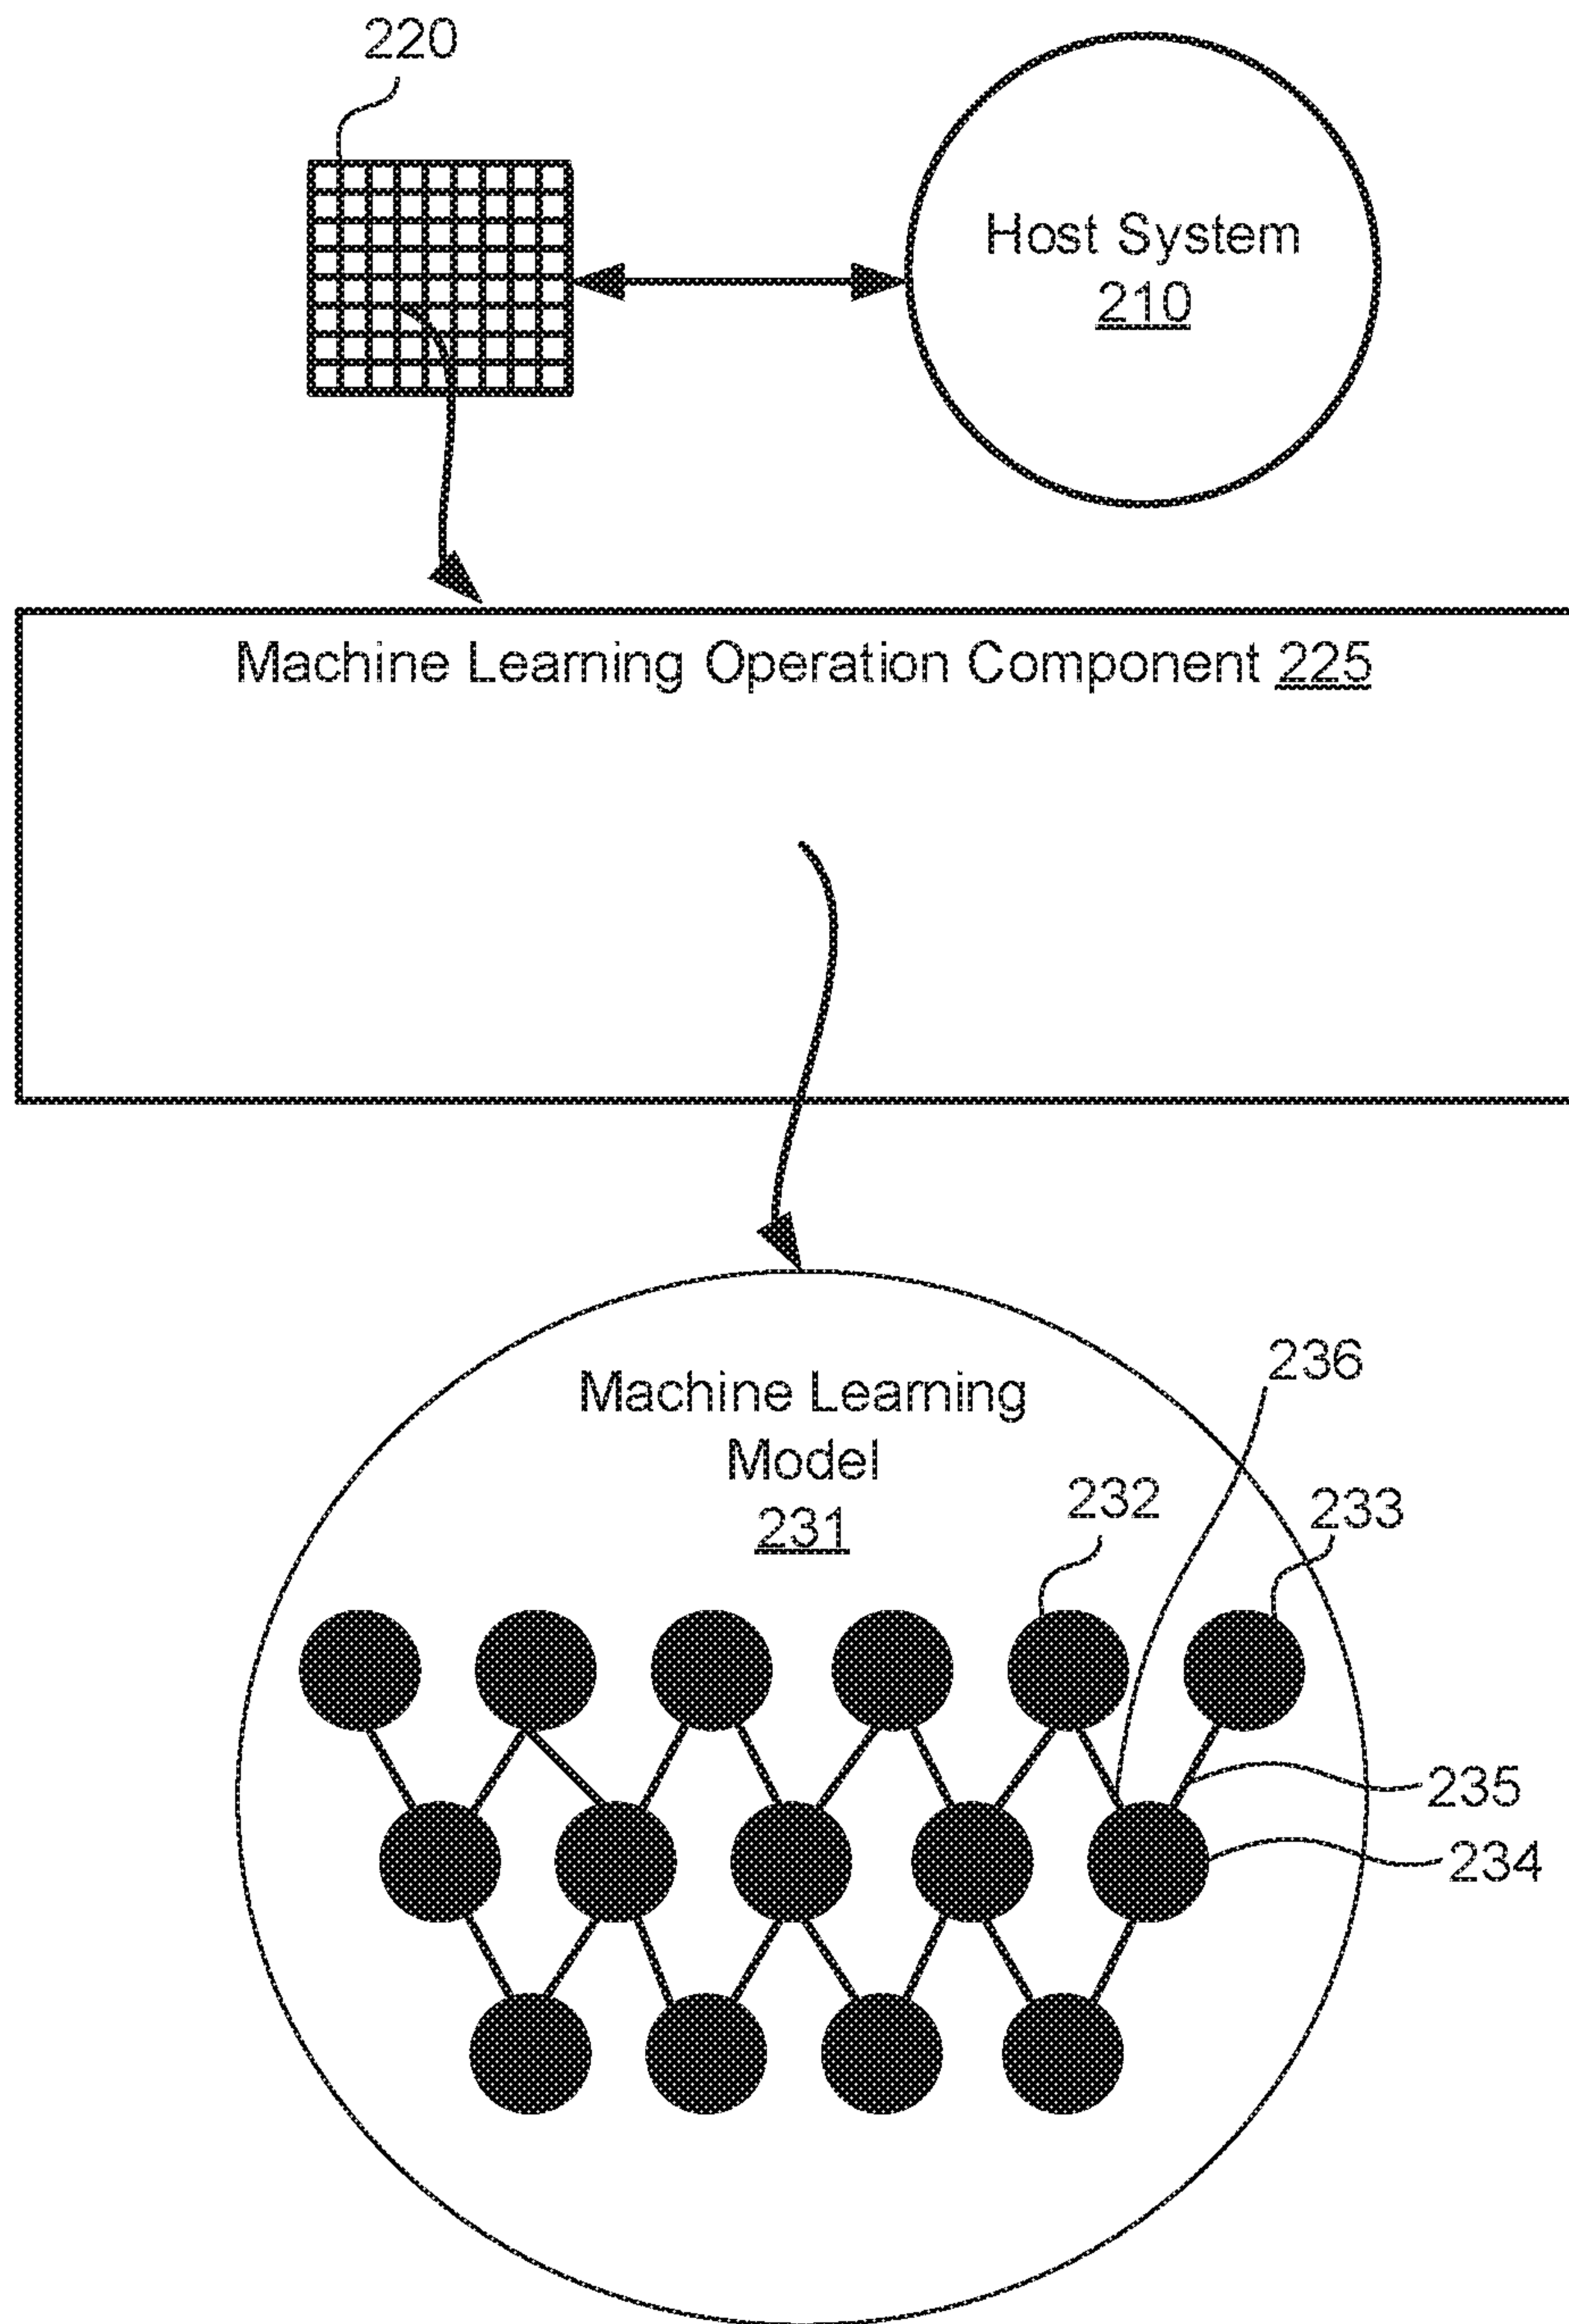 220
Host System
210
Machine Learning Operation Component 225
Machine Learning
Model
231
236
232
233
235
234